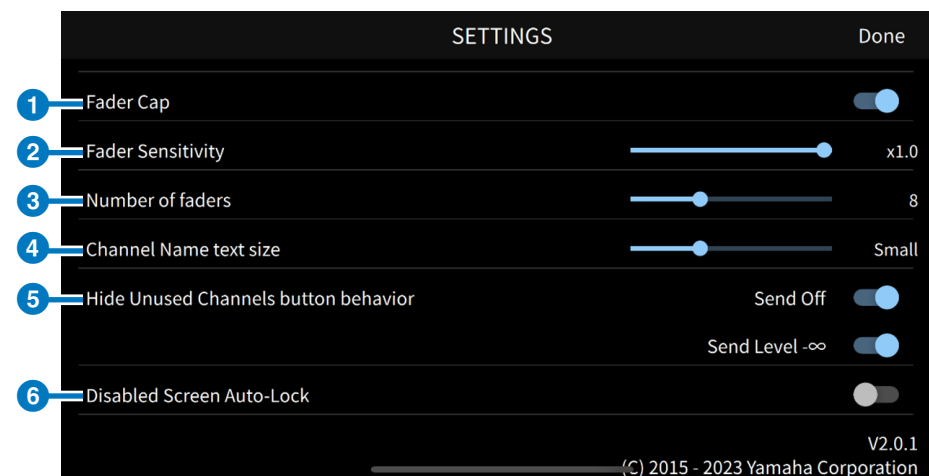 SETTINGS Done
1 Fader Cap
2 Fader Sensitivity x1.0
3 Number of faders 8
4 Channel Name text size Small
5 Hide Unused Channels button behavior Send Off
Send Level -∞
6 Disabled Screen Auto-Lock
V2.0.1
(C) 2015 - 2023 Yamaha Corporation